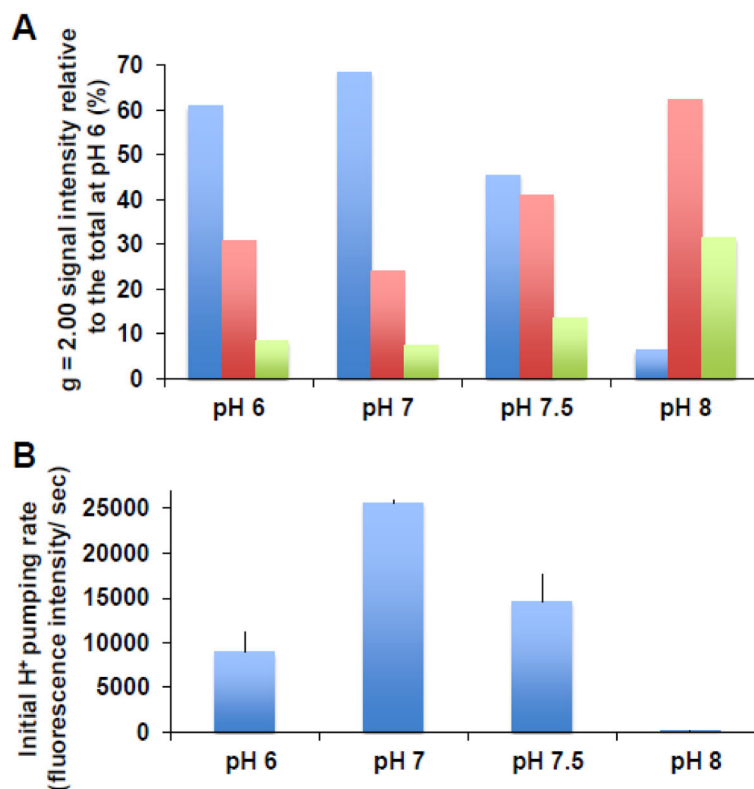 A
g = 2.00 signal intensity relative
to the total at pH 6 (%)
70
60
50
40
30
20
10
0
pH 6
pH 7
pH 7.5
pH 8
B
Initial H⁺ pumping rate
(fluorescence intensity/ sec)
25000
20000
15000
10000
5000
0
pH 6
pH 7
pH 7.5
pH 8